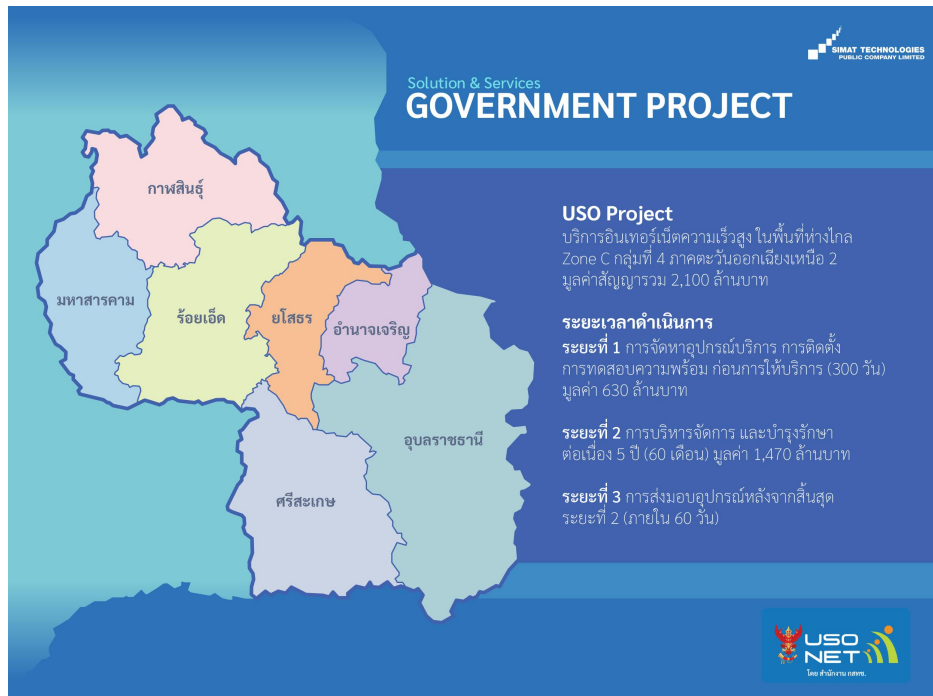 SIMAT TECHNOLOGIES
PUBLIC COMPANY LIMITED
Solution & Services
GOVERNMENT PROJECT
กาฬสินธุ์
มหาสารคาม
ร้อยเอ็ด
ยโสธร
อำนาจเจริญ
อุบลราชธานี
ศรีสะเกษ
USO Project
บริการอินเทอร์เน็ตความเร็วสูง ในพื้นที่ห่างไกล
Zone C กลุ่มที่ 4 ภาคตะวันออกเฉียงเหนือ 2
มูลค่าสัญญารวม 2,100 ล้านบาท
ระยะเวลาดำเนินการ
ระยะที่ 1 การจัดหาอุปกรณ์บริการ การติดตั้ง
การทดสอบความพร้อม ก่อนการให้บริการ (300 วัน)
มูลค่า 630 ล้านบาท
ระยะที่ 2 การบริหารจัดการ และบำรุงรักษา
ต่อเนื่อง 5 ปี (60 เดือน) มูลค่า 1,470 ล้านบาท
ระยะที่ 3 การส่งมอบอุปกรณ์หลังจากสิ้นสุด
ระยะที่ 2 (ภายใน 60 วัน)
USO
NET
โดย สำนักงาน กสทช.